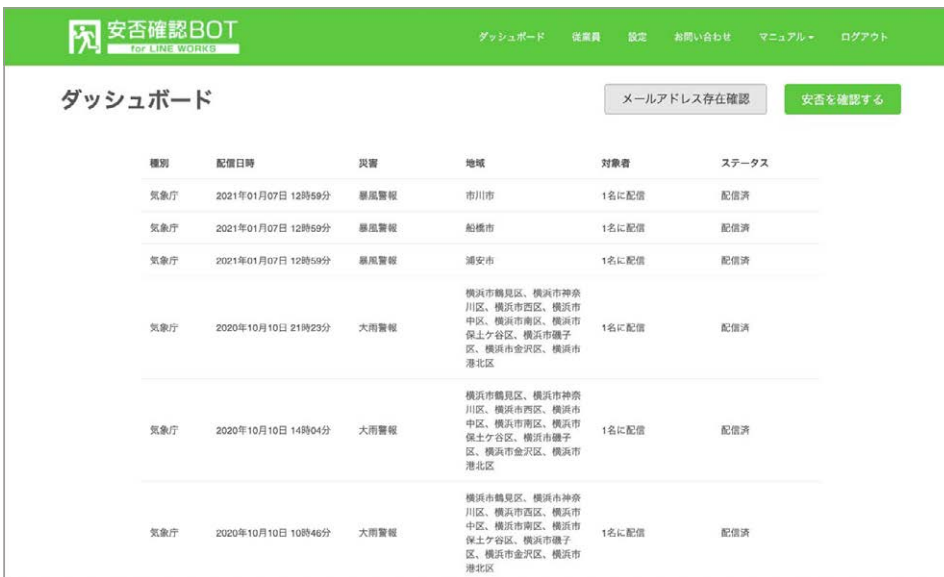 安否確認BOT
for LINE WORKS
ダッシュボード 従業員 設定 お問い合わせ マニュアル ログアウト
ダッシュボード
メールアドレス存在確認 安否を確認する
種別 配信日時 災害 地域 対象者 ステータス
気象庁 2021年01月07日 12時59分 暴風警報 市川市 1名に配信 配信済
気象庁 2021年01月07日 12時59分 暴風警報 船橋市 1名に配信 配信済
気象庁 2021年01月07日 12時59分 暴風警報 浦安市 1名に配信 配信済
横浜市鶴見区、横浜市神奈
川区、横浜市西区、横浜市
中区、横浜市南区、横浜市
気象庁 2020年10月10日 21時23分 大雨警報 保土ケ谷区、横浜市磯子 1名に配信 配信済
区、横浜市金沢区、横浜市
港北区
横浜市鶴見区、横浜市神奈
川区、横浜市西区、横浜市
中区、横浜市南区、横浜市
気象庁 2020年10月10日 14時04分 大雨警報 保土ケ谷区、横浜市磯子 1名に配信 配信済
区、横浜市金沢区、横浜市
港北区
横浜市鶴見区、横浜市神奈
川区、横浜市西区、横浜市
中区、横浜市南区、横浜市
気象庁 2020年10月10日 10時46分 大雨警報 保土ケ谷区、横浜市磯子 1名に配信 配信済
区、横浜市金沢区、横浜市
港北区